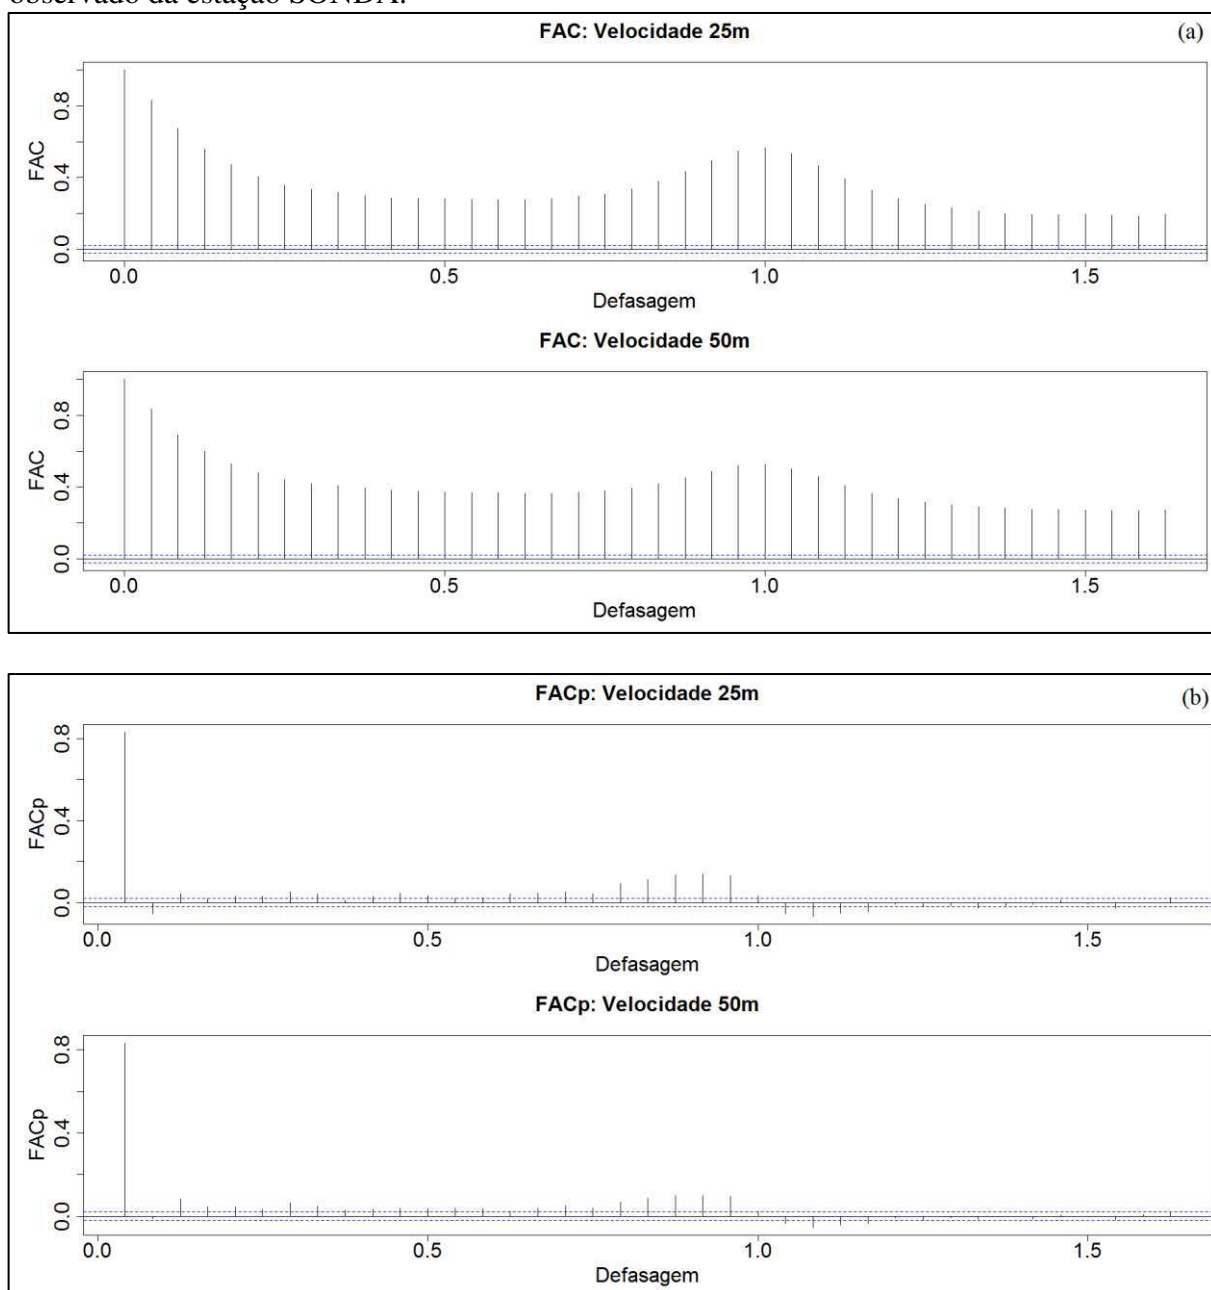 observado da estação SONDA.
FAC: Velocidade 25m
(a)
FAC
0.0 0.4 0.8
0.0 0.5 1.0 1.5
Defasagem
FAC: Velocidade 50m
FAC
0.0 0.4 0.8
0.0 0.5 1.0 1.5
Defasagem
FACp: Velocidade 25m
(b)
FACp
0.0 0.4 0.8
0.0 0.5 1.0 1.5
Defasagem
FACp: Velocidade 50m
FACp
0.0 0.4 0.8
0.0 0.5 1.0 1.5
Defasagem